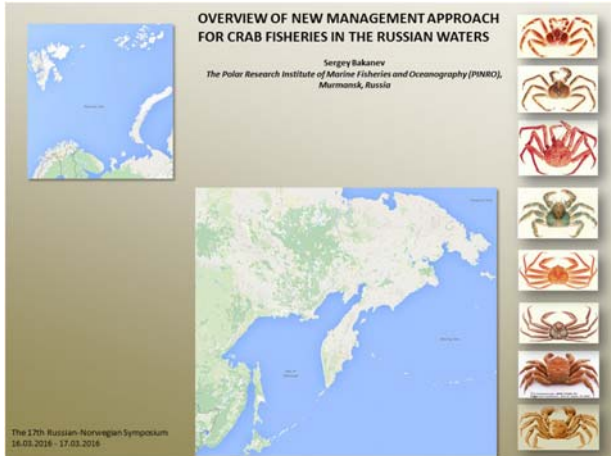 OVERVIEW OF NEW MANAGEMENT APPROACH
FOR CRAB FISHERIES IN THE RUSSIAN WATERS
Sergey Bakanev
The Polar Research Institute of Marine Fisheries and Oceanography (PINRO),
Murmansk, Russia
The 17th Russian-Norwegian Symposium
16.03.2016 - 17.03.2016